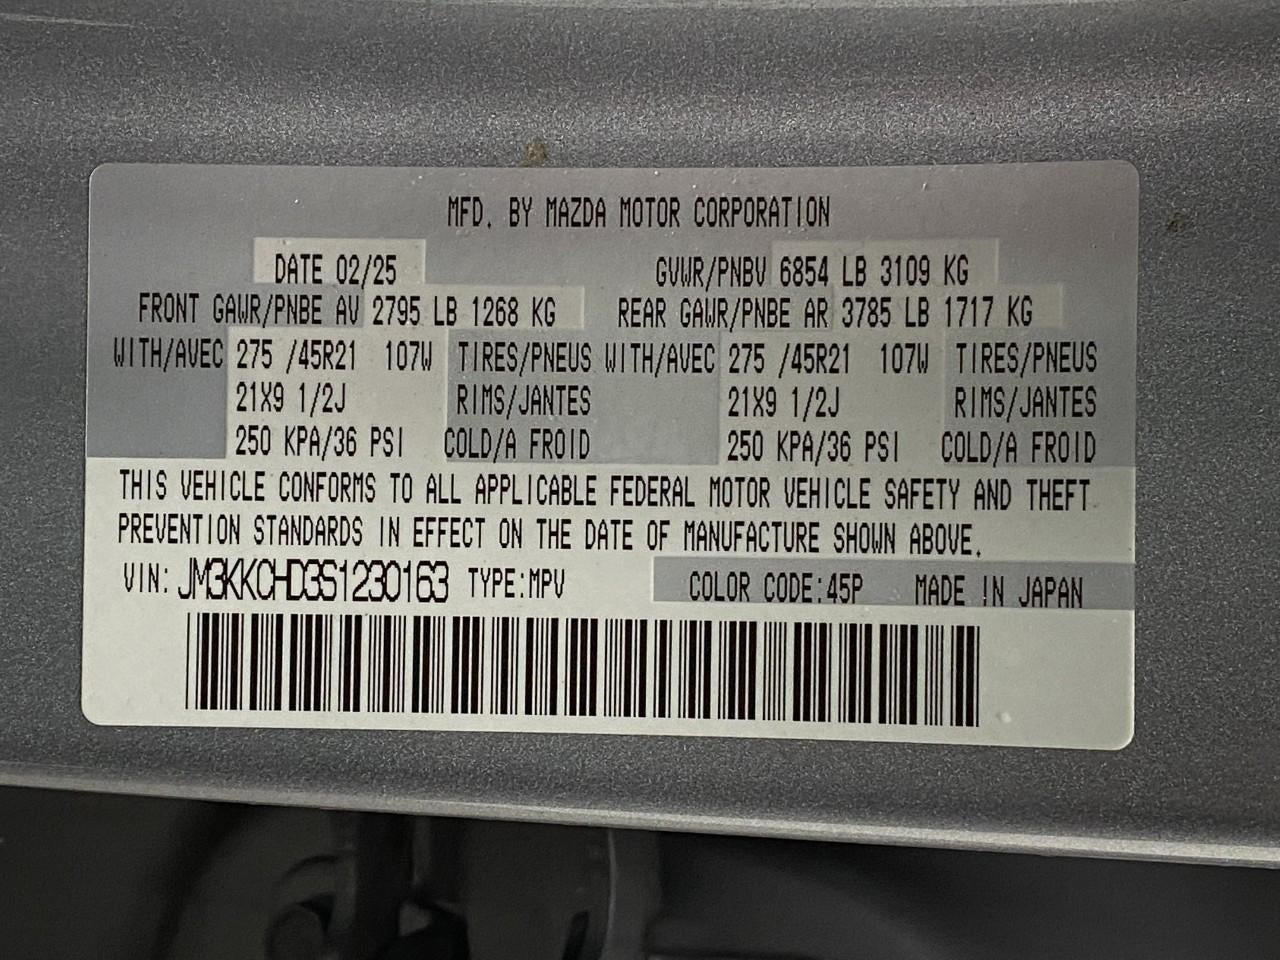 MFD. BY MAZDA MOTOR CORPORATION
DATE 02/25 GVWR/PNBV 6854 LB 3109 KG
FRONT GAWR/PNBE AV 2795 LB 1268 KG REAR GAWR/PNBE AR 3785 LB 1717 KG
WITH/AVEC 275 /45R21 107W TIRES/PNEUS WITH/AVEC 275 /45R21 107W TIRES/PNEUS
21X9 1/2J RIMS/JANTES 21X9 1/2J RIMS/JANTES
250 KPA/36 PSI COLD/A FROID 250 KPA/36 PSI COLD/A FROID
THIS VEHICLE CONFORMS TO ALL APPLICABLE FEDERAL MOTOR VEHICLE SAFETY AND THEFT
PREVENTION STANDARDS IN EFFECT ON THE DATE OF MANUFACTURE SHOWN ABOVE.
VIN: JM3KKCHD3S1230163 TYPE:MPV COLOR CODE:45P MADE IN JAPAN